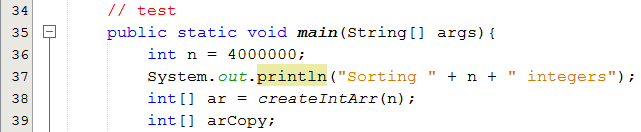 34 // test
35 public static void main(String[] args){
36 int n = 4000000;
37 System.out.println("Sorting " + n + " integers");
38 int[] ar = createIntArr(n);
39 int[] arCopy;